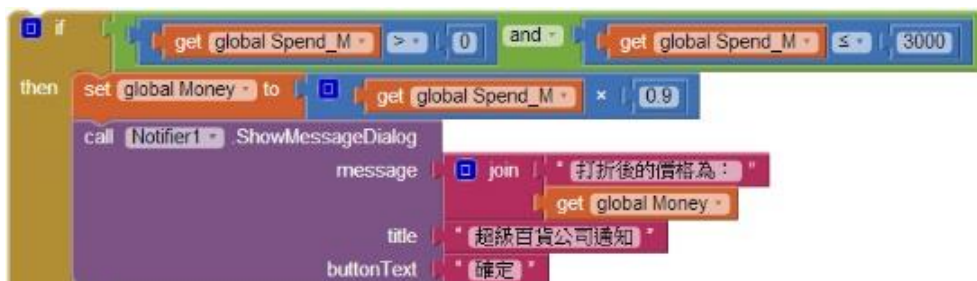 if get global Spend_M > 0 and get global Spend_M ≤ 3000
then set global Money to get global Spend_M × 0.9
call Notifier1 .ShowMessageDialog
message join " 打折後的價格為： "
get global Money
title " 超級百貨公司通知 "
buttonText " 確定 "